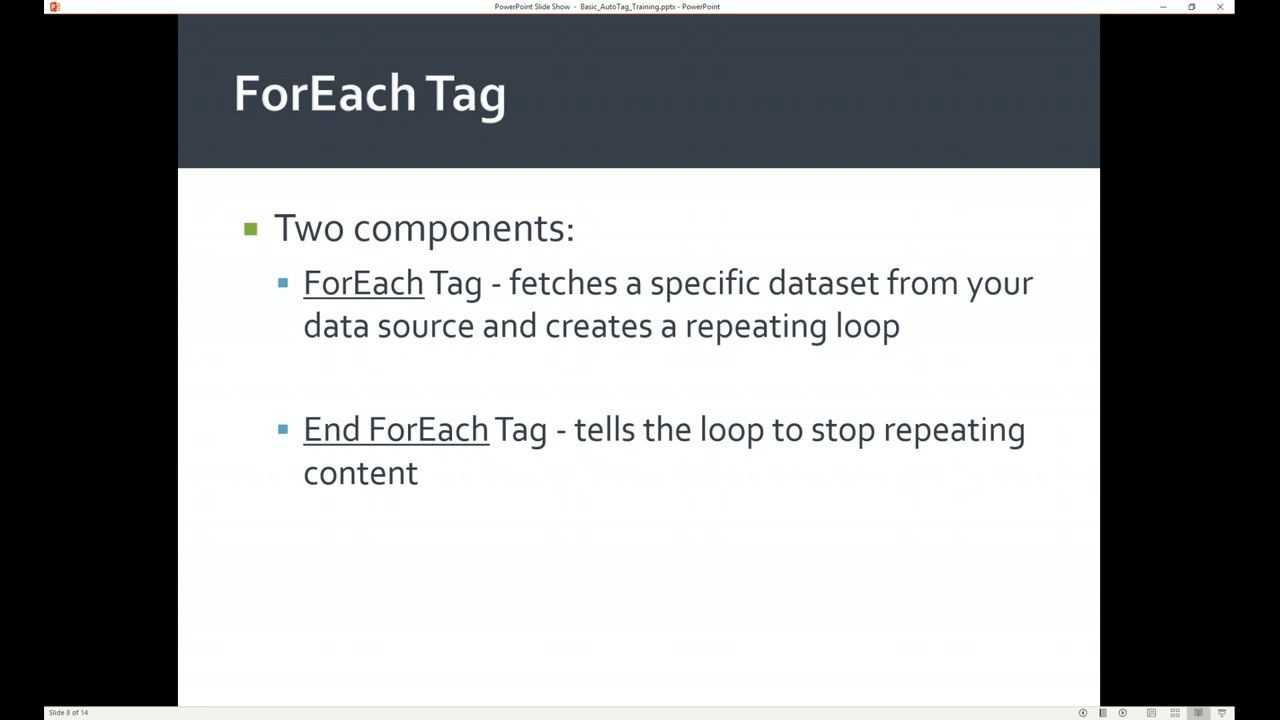 PowerPoint Slide Show - Basic_AutoTag_Training.pptx - PowerPoint
ForEach Tag
Two components:
ForEach Tag - fetches a specific dataset from your
data source and creates a repeating loop
End ForEach Tag - tells the loop to stop repeating
content
Slide 8 of 14